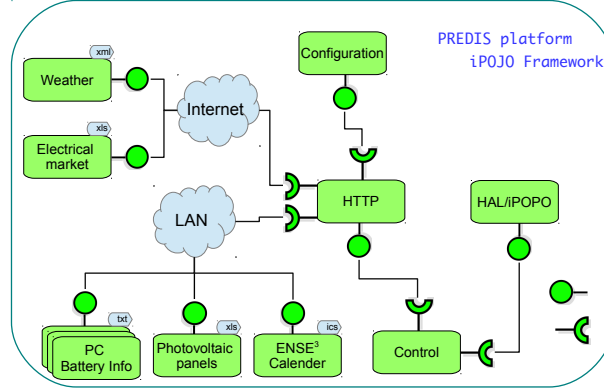 PREDIS platform
iPOJO Framework
xml
Weather
Configuration
Internet
xls
Electrical
market
HTTP
HAL/iPOPO
LAN
txt
PC
Battery Info
xls
Photovoltaic
panels
ics
ENSE³
Calender
Control